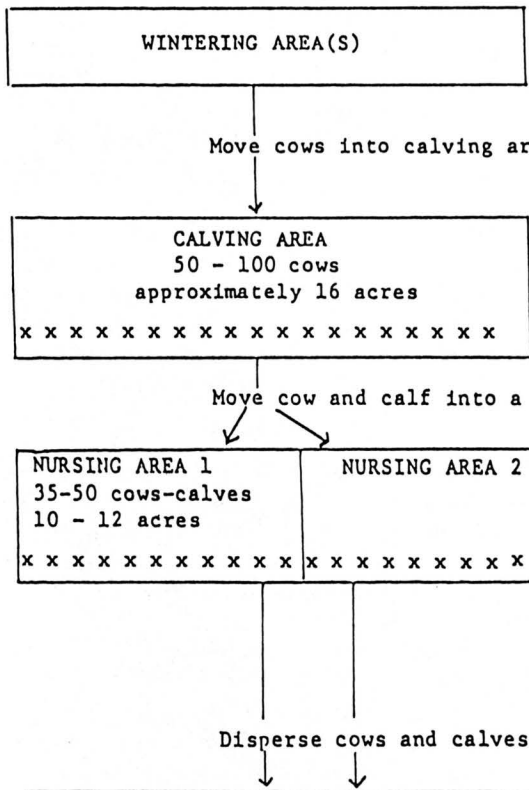 WINTERING AREA(S)
Move cows into calving ar
CALVING AREA
50 - 100 cows
approximately 16 acres
x x x x x x x x x x x x x x x x x x x
Move cow and calf into a
NURSING AREA 1
35-50 cows-calves
10 - 12 acres
x x x x x x x x x x x
NURSING AREA 2
x x x x x x x x x
Disperse cows and calves